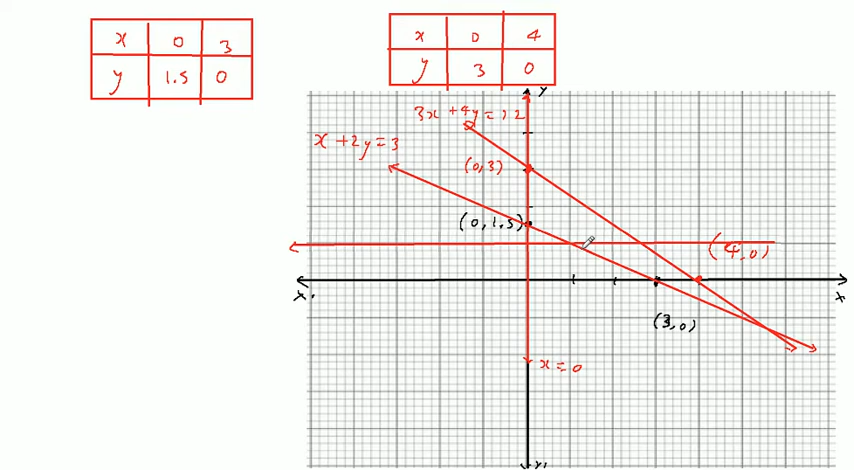 x 0 3
y 1.5 0
x 0 4
y 3 0
Y
3x + 4y = 12
x + 2y = 3
(0, 3)
(0, 1.5)
(4, 0)
X' X
(3, 0)
x = 0
Y'